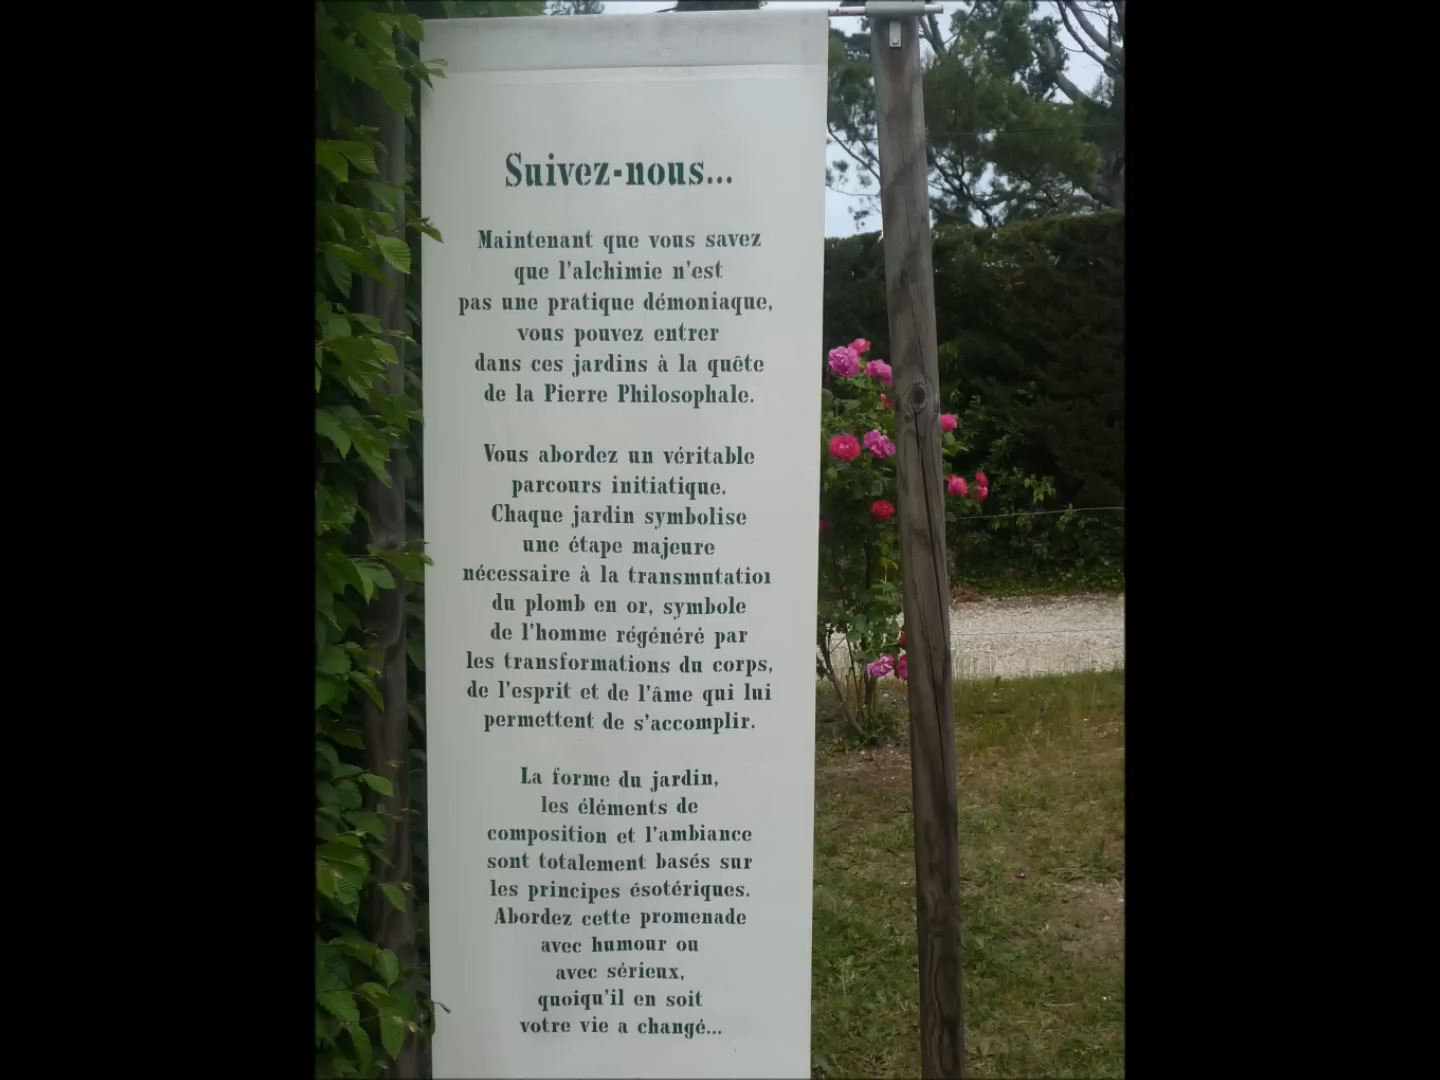 Suivez-nous...
Maintenant que vous savez
que l'alchimie n'est
pas une pratique démoniaque,
vous pouvez entrer
dans ces jardins à la quête
de la Pierre Philosophale.
Vous abordez un véritable
parcours initiatique.
Chaque jardin symbolise
une étape majeure
nécessaire à la transmutation
du plomb en or, symbole
de l'homme régénéré par
les transformations du corps,
de l'esprit et de l'âme qui lui
permettent de s'accomplir.
La forme du jardin,
les éléments de
composition et l'ambiance
sont totalement basés sur
les principes ésotériques.
Abordez cette promenade
avec humour ou
avec sérieux,
quoiqu'il en soit
votre vie a changé...